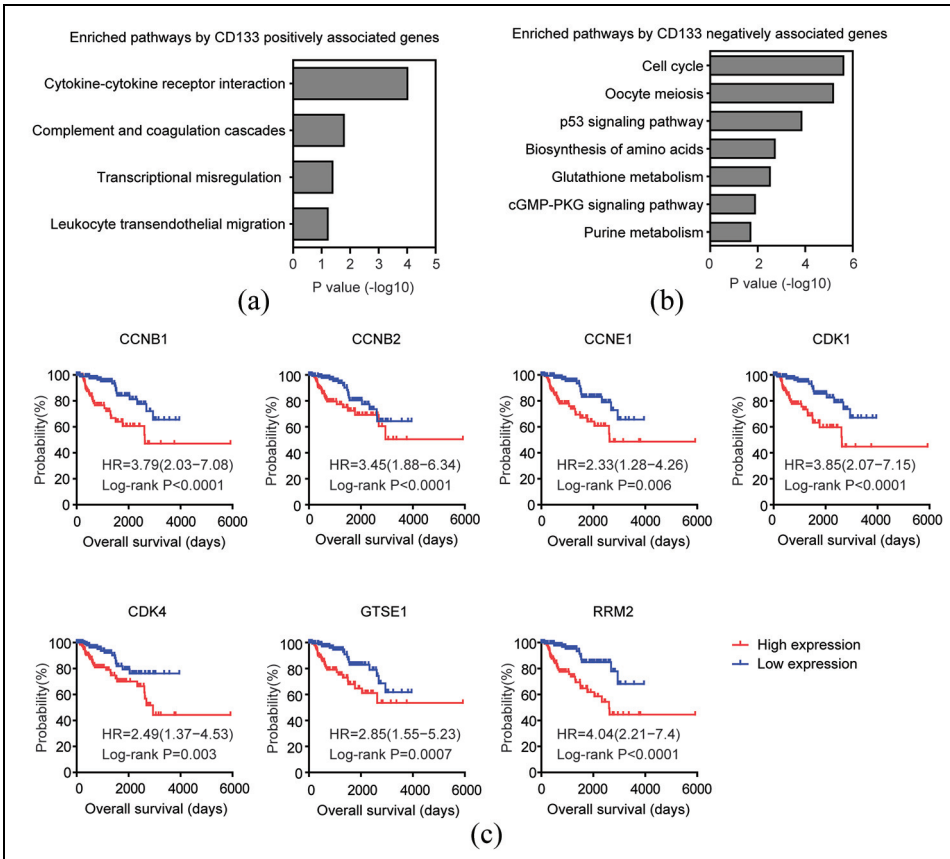 Enriched pathways by CD133 positively associated genes
Cytokine-cytokine receptor interaction
Complement and coagulation cascades
Transcriptional misregulation
Leukocyte transendothelial migration
0 1 2 3 4 5
P value (-log10)
(a)
Enriched pathways by CD133 negatively associated genes
Cell cycle
Oocyte meiosis
p53 signaling pathway
Biosynthesis of amino acids
Glutathione metabolism
cGMP-PKG signaling pathway
Purine metabolism
0 2 4 6
P value (-log10)
(b)
CCNB1
Probability(%)
100
80
60
40
20
0
HR=3.79(2.03−7.08)
Log-rank P<0.0001
0 2000 4000 6000
Overall survival (days)
CCNB2
Probability(%)
100
80
60
40
20
0
HR=3.45(1.88−6.34)
Log-rank P<0.0001
0 2000 4000 6000
Overall survival (days)
CCNE1
Probability(%)
100
80
60
40
20
0
HR=2.33(1.28−4.26)
Log-rank P=0.006
0 2000 4000 6000
Overall survival (days)
CDK1
Probability(%)
100
80
60
40
20
0
HR=3.85(2.07−7.15)
Log-rank P<0.0001
0 2000 4000 6000
Overall survival (days)
CDK4
Probability(%)
100
80
60
40
20
0
HR=2.49(1.37−4.53)
Log-rank P=0.003
0 2000 4000 6000
Overall survival (days)
GTSE1
Probability(%)
100
80
60
40
20
0
HR=2.85(1.55−5.23)
Log-rank P=0.0007
0 2000 4000 6000
Overall survival (days)
RRM2
Probability(%)
100
80
60
40
20
0
HR=4.04(2.21−7.4)
Log-rank P<0.0001
0 2000 4000 6000
Overall survival (days)
High expression
Low expression
(c)